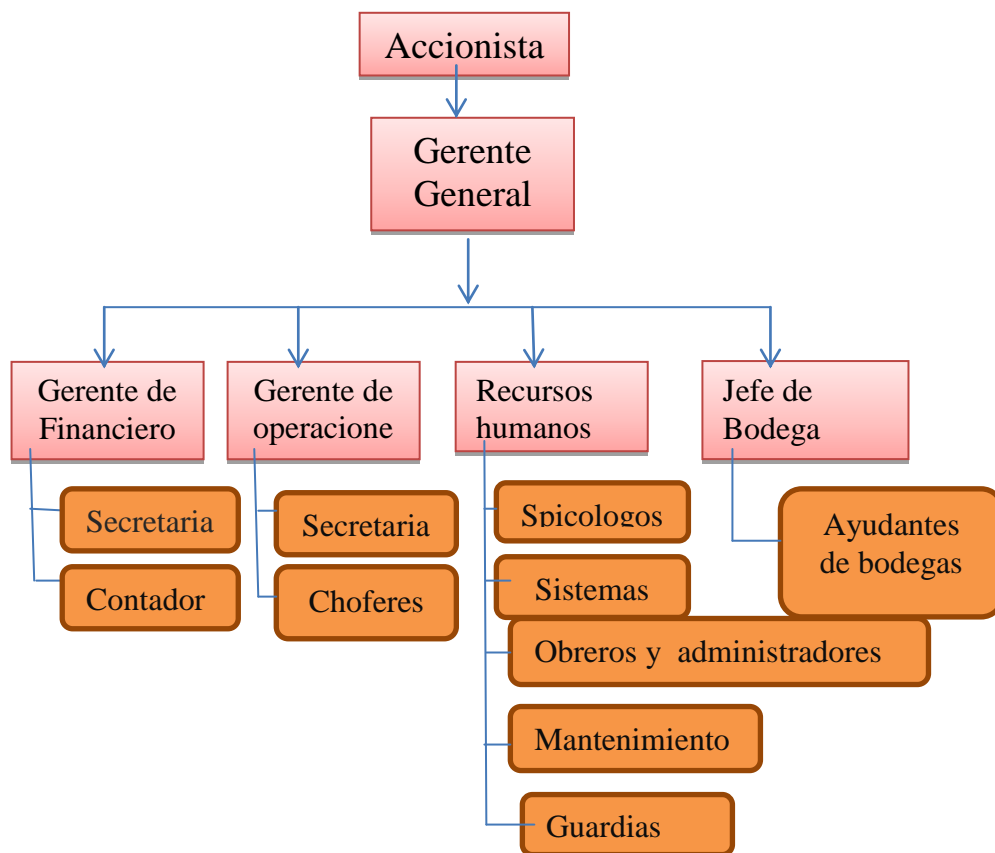 Accionista
Gerente
General
Gerente de
Financiero
Gerente de
operacione
Recursos
humanos
Jefe de
Bodega
Secretaria
Contador
Secretaria
Choferes
Spicologos
Sistemas
Obreros y administradores
Mantenimiento
Guardias
Ayudantes
de bodegas